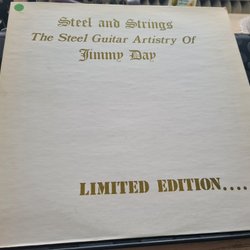 Steel and Strings
The Steel Guitar Artistry Of
Jimmy Day
LIMITED EDITION....